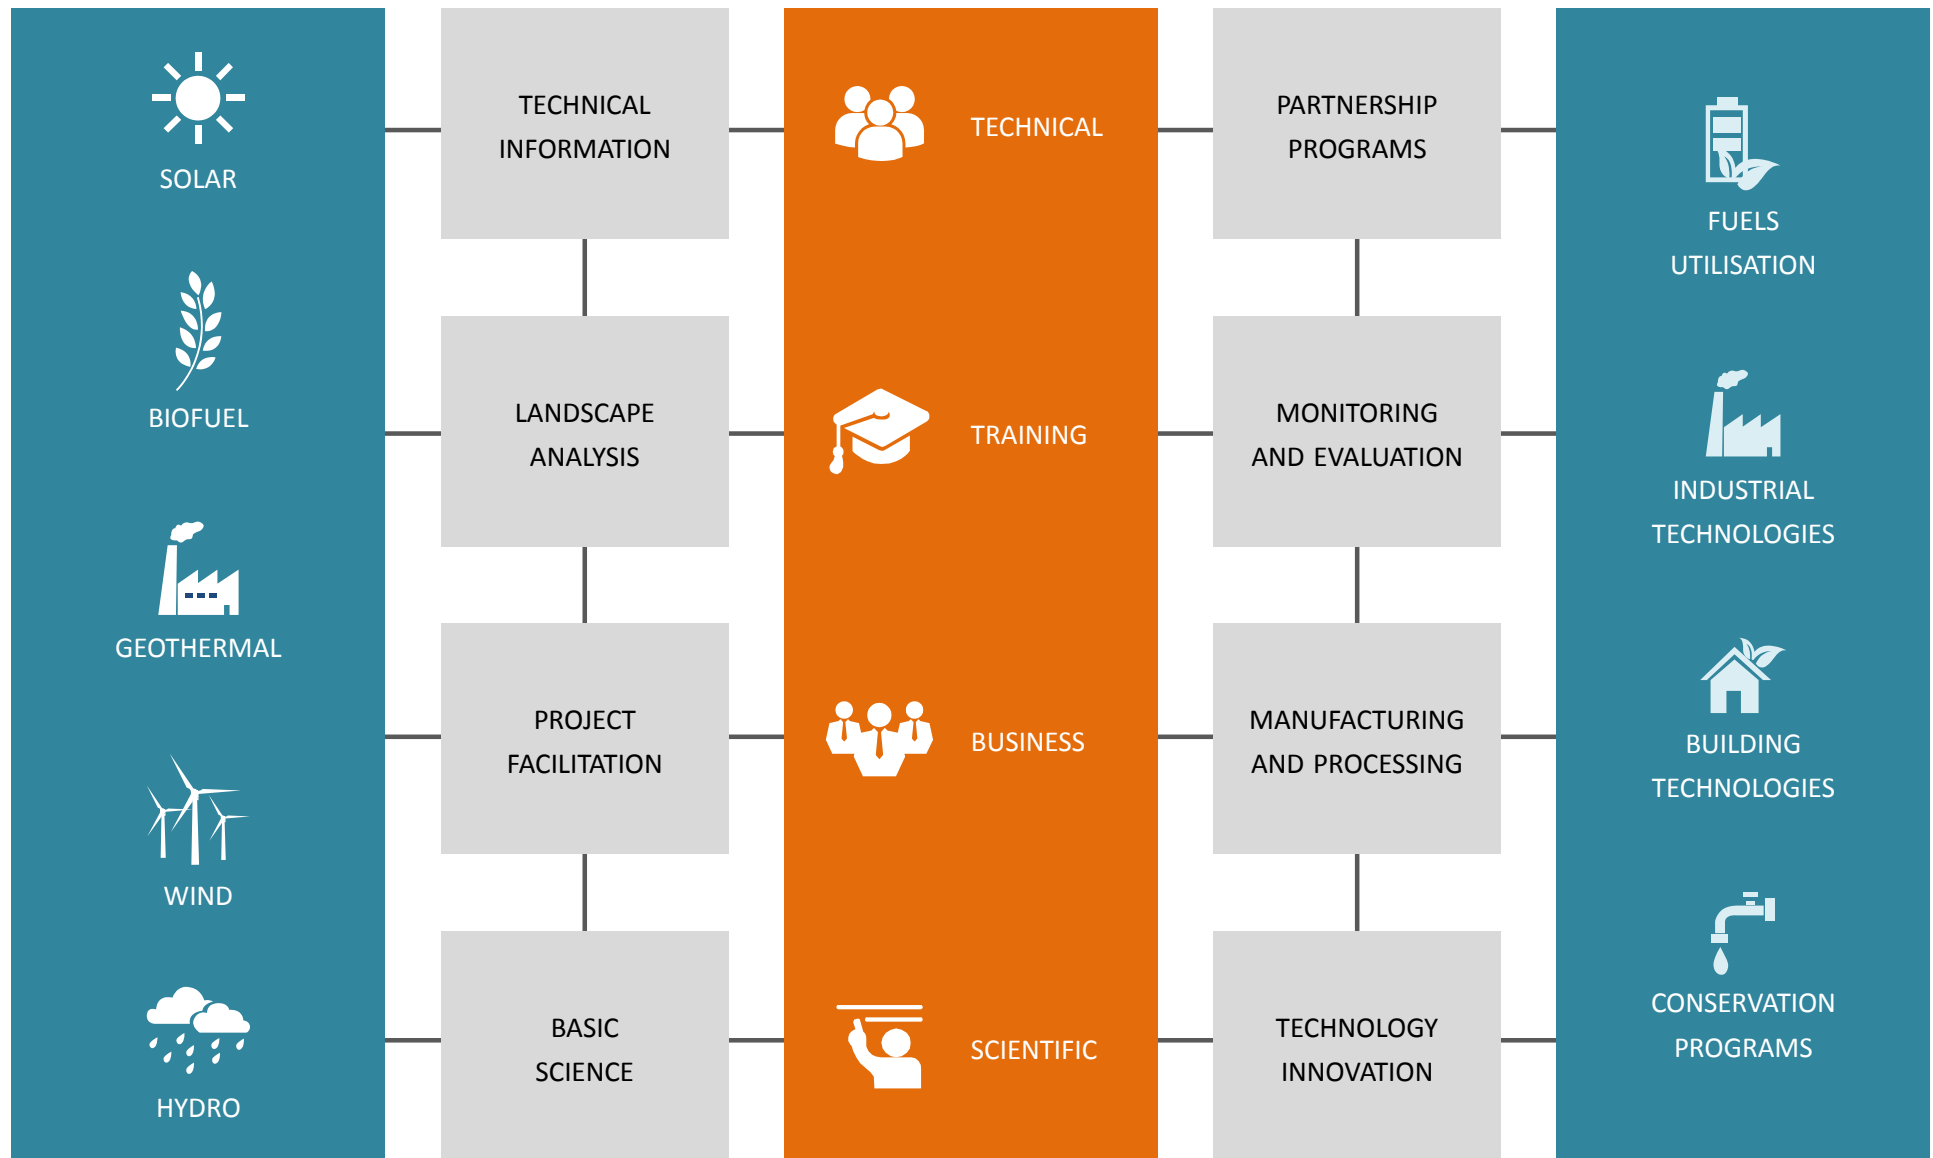 SOLAR
BIOFUEL
GEOTHERMAL
WIND
HYDRO
TECHNICAL
INFORMATION
LANDSCAPE
ANALYSIS
PROJECT
FACILITATION
BASIC
SCIENCE
TECHNICAL
TRAINING
BUSINESS
SCIENTIFIC
PARTNERSHIP
PROGRAMS
MONITORING
AND EVALUATION
MANUFACTURING
AND PROCESSING
TECHNOLOGY
INNOVATION
FUELS
UTILISATION
INDUSTRIAL
TECHNOLOGIES
BUILDING
TECHNOLOGIES
CONSERVATION
PROGRAMS